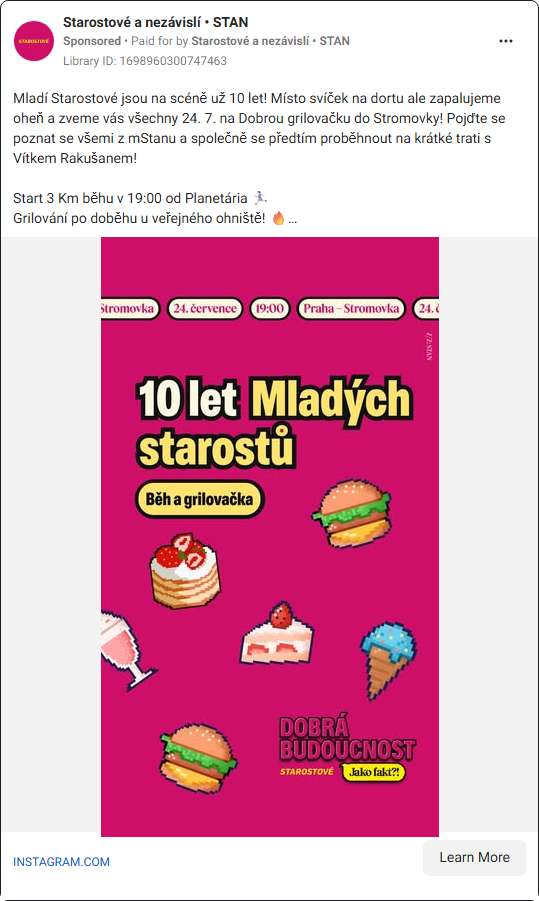 STAROSTOVÉ
Starostové a nezávislí • STAN
Sponsored • Paid for by Starostové a nezávislí • STAN
Library ID: 1698960300747463
Mladí Starostové jsou na scéně už 10 let! Místo svíček na dortu ale zapalujeme
oheň a zveme vás všechny 24. 7. na Dobrou grilovačku do Stromovky! Pojďte se
poznat se všemi z mStanu a společně se předtím proběhnout na krátké trati s
Vítkem Rakušanem!
Start 3 Km běhu v 19:00 od Planetária 🏃🏻‍♀️
Grilování po doběhu u veřejného ohniště! 🔥 ...
Stromovka 24. července 19:00 Praha – Stromovka 24. č
Z/Z: STAN
10 let Mladých
starostů
Běh a grilovačka
DOBRÁ
BUDOUCNOST
STAROSTOVÉ Jako fakt?!
INSTAGRAM.COM
Learn More